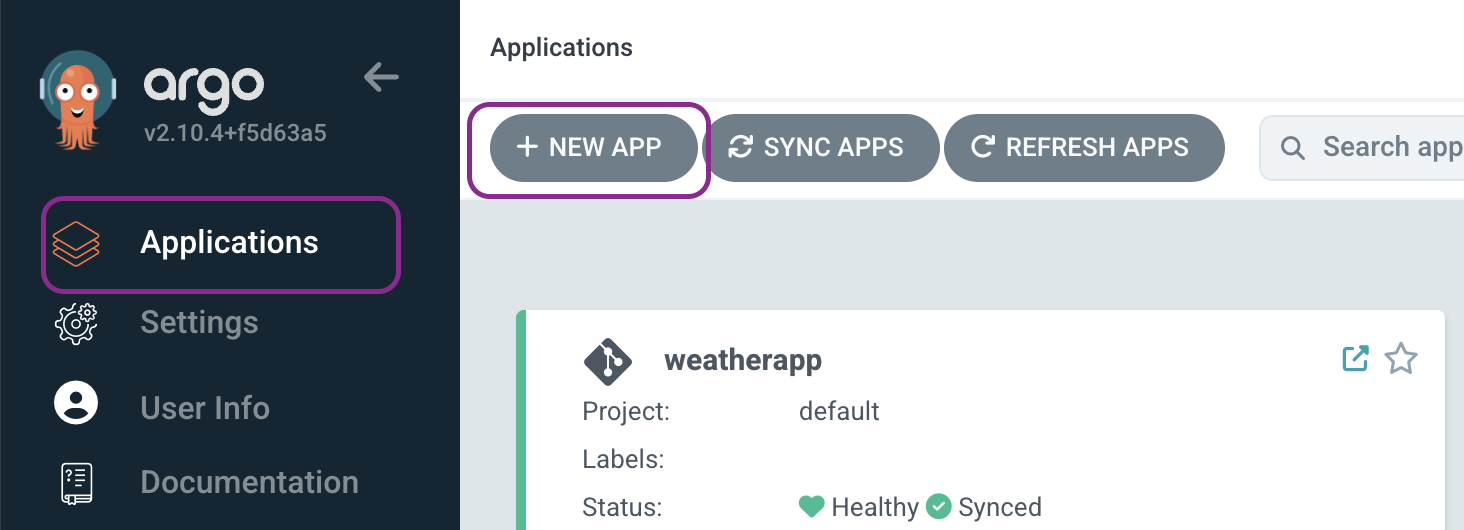 argo
v2.10.4+f5d63a5
Applications
Settings
User Info
Documentation
Applications
NEW APP SYNC APPS REFRESH APPS Search app
weatherapp
Project: default
Labels:
Status: Healthy Synced